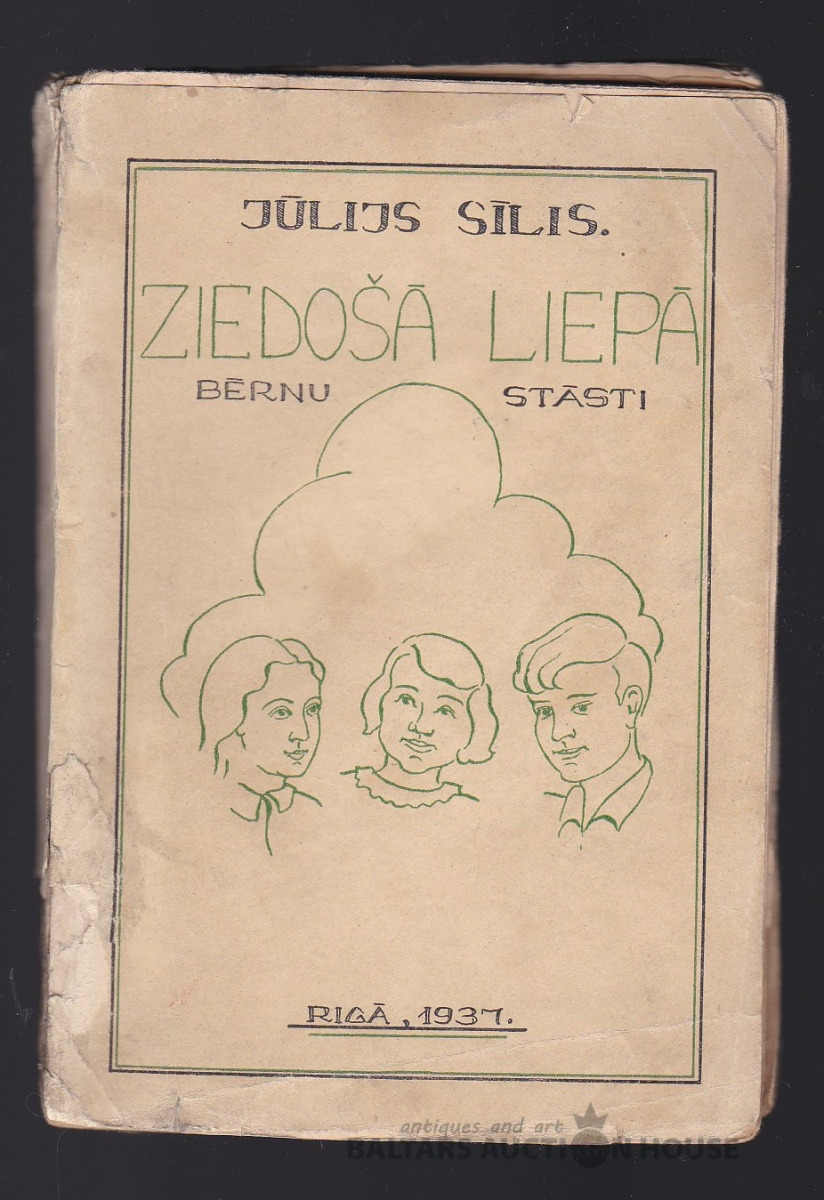 JŪLIJS SĪLIS.
ZIEDOŠĀ LIEPĀ
BĒRNU STĀSTI
RIGĀ, 1937.
antiques and art
BALTARS AUCTION HOUSE